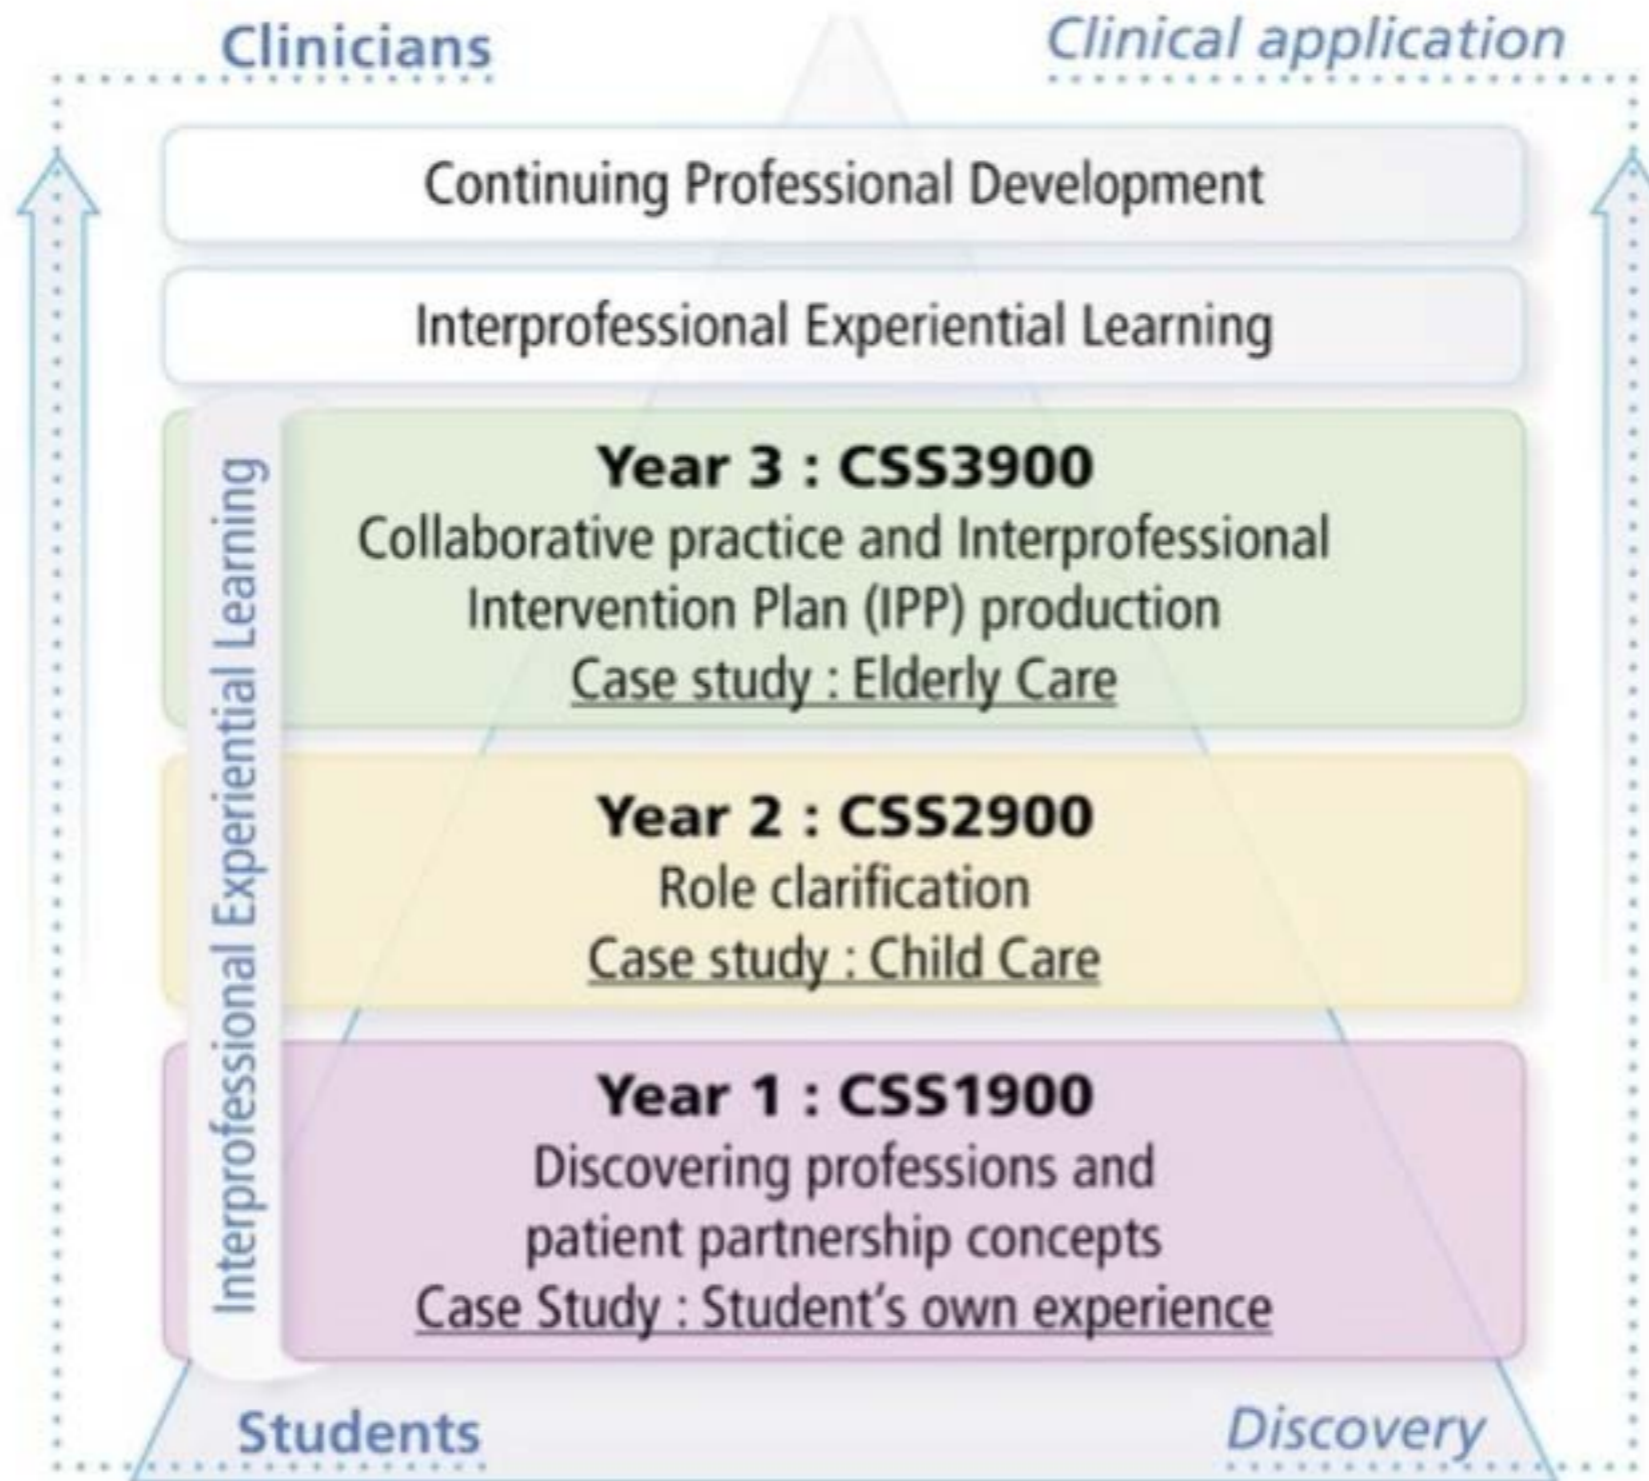 Clinicians
Clinical application
Continuing Professional Development
Interprofessional Experiential Learning
Interprofessional Experiential Learning
Year 3 : CSS3900
Collaborative practice and Interprofessional
Intervention Plan (IPP) production
Case study : Elderly Care
Year 2 : CSS2900
Role clarification
Case study : Child Care
Year 1 : CSS1900
Discovering professions and
patient partnership concepts
Case Study : Student’s own experience
Students
Discovery